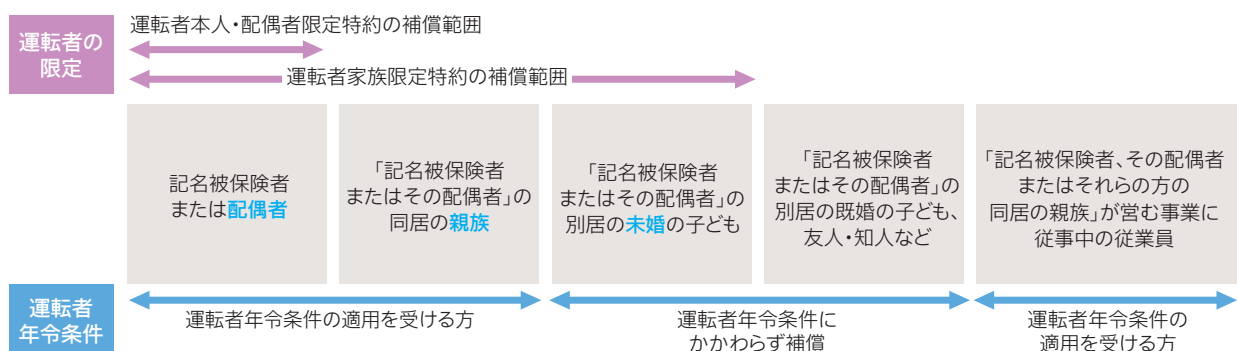 運転者の
限定
運転者本人・配偶者限定特約の補償範囲
運転者家族限定特約の補償範囲
記名被保険者
または配偶者
「記名被保険者
またはその配偶者」の
同居の親族
「記名被保険者
またはその配偶者」の
別居の未婚の子ども
「記名被保険者
またはその配偶者」の
別居の既婚の子ども、
友人・知人など
「記名被保険者、その配偶者
またはそれらの方の
同居の親族」が営む事業に
従事中の従業員
運転者
年令条件
運転者年令条件の適用を受ける方
運転者年令条件に
かかわらず補償
運転者年令条件の
適用を受ける方